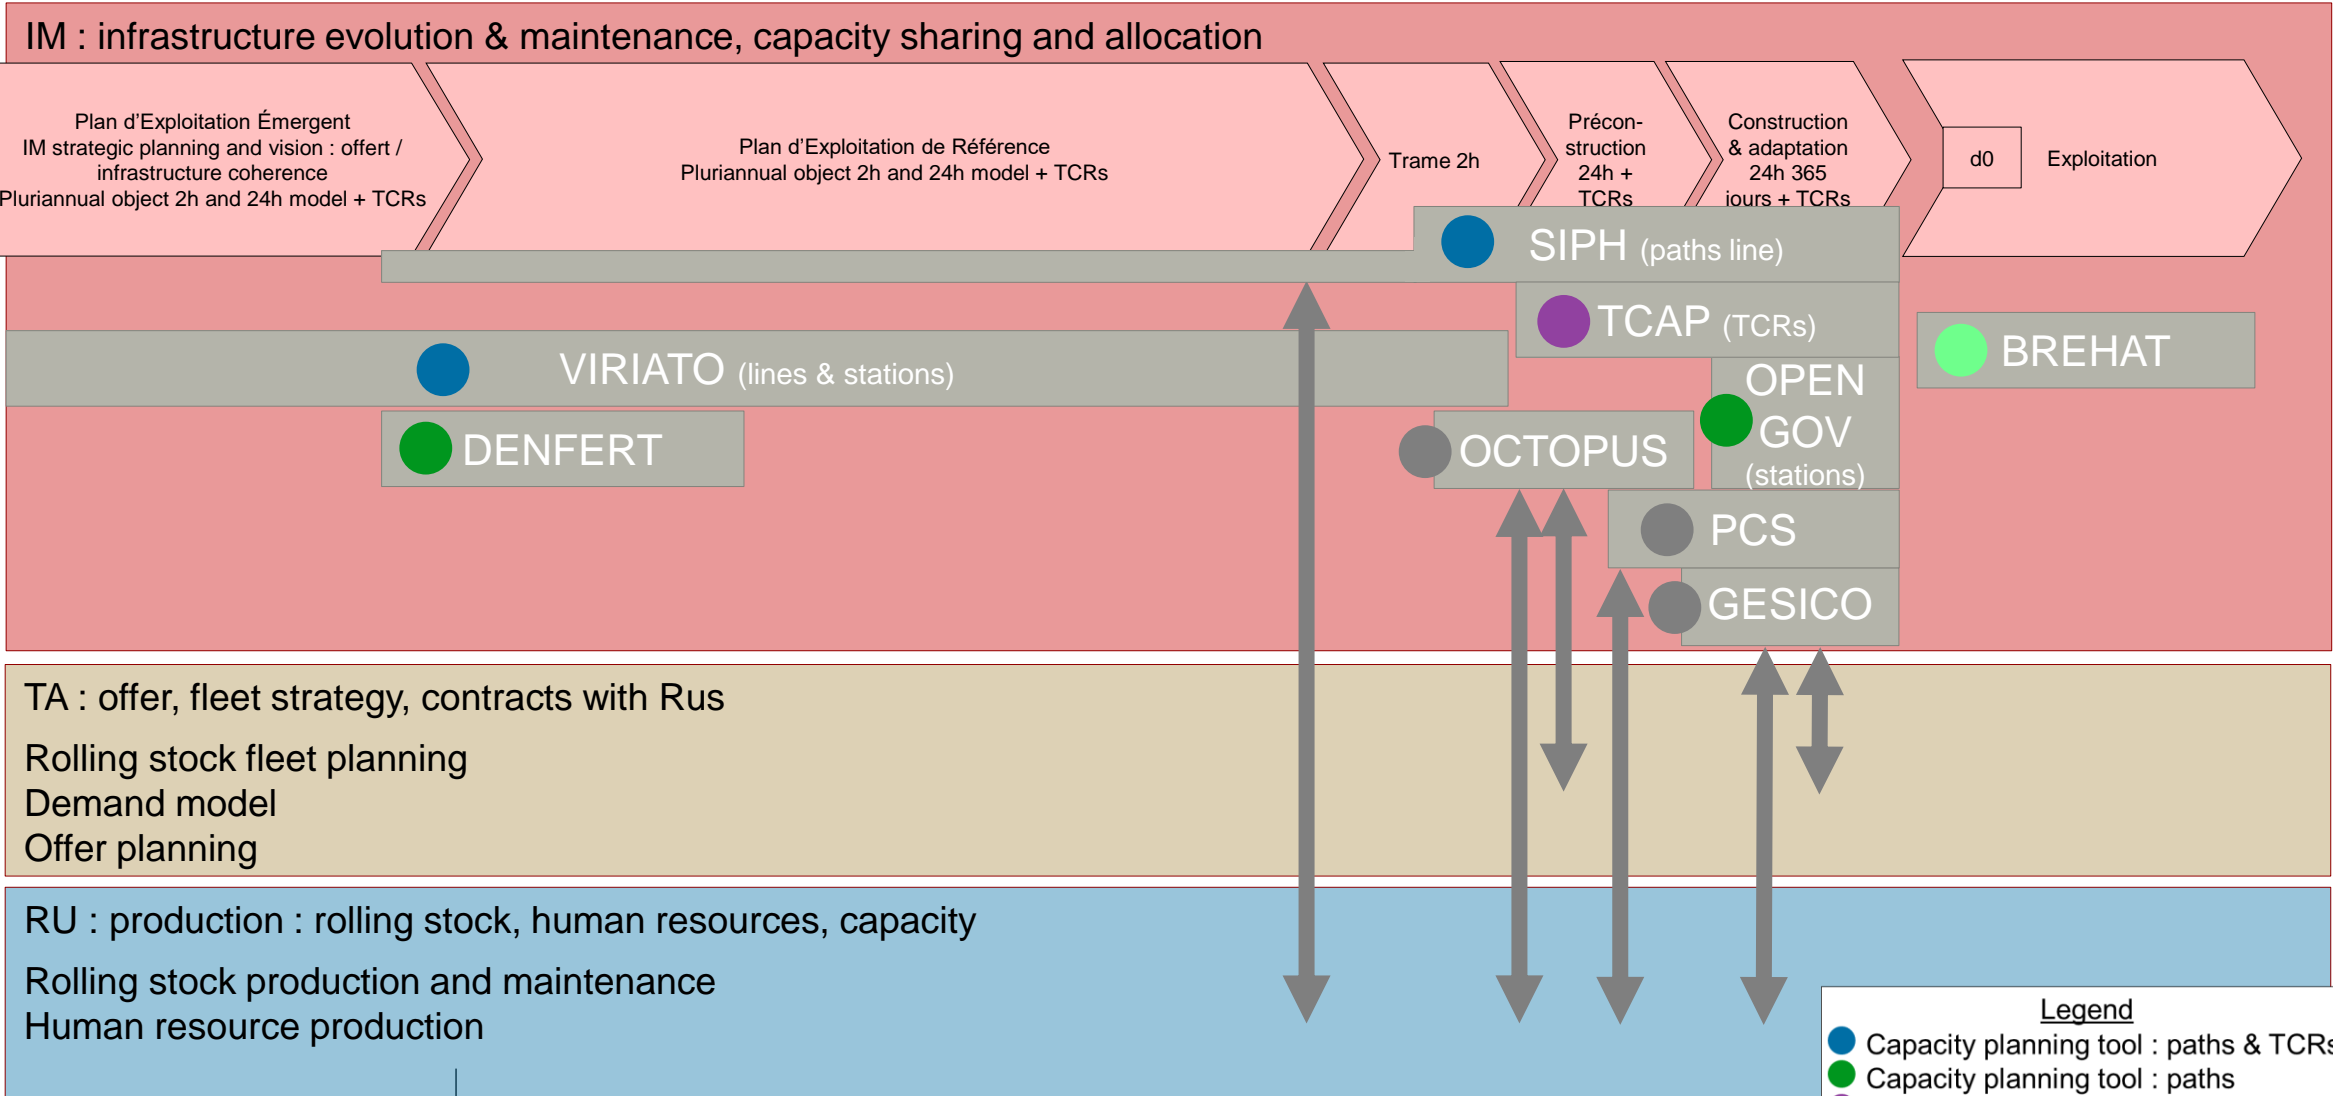 IM : infrastructure evolution & maintenance, capacity sharing and allocation
Plan d'Exploitation Émergent
IM strategic planning and vision : offert /
infrastructure coherence
Pluriannual object 2h and 24h model + TCRs
Plan d'Exploitation de Référence
Pluriannual object 2h and 24h model + TCRs
Trame 2h
Précon-
struction
24h +
TCRs
Construction
& adaptation
24h 365
jours + TCRs
d0
Exploitation
SIPH (paths line)
TCAP (TCRs)
VIRIATO (lines & stations)
BREHAT
OPEN
GOV
(stations)
DENFERT
OCTOPUS
PCS
GESICO
TA : offer, fleet strategy, contracts with Rus
Rolling stock fleet planning
Demand model
Offer planning
RU : production : rolling stock, human resources, capacity
Rolling stock production and maintenance
Human resource production
Legend
Capacity planning tool : paths & TCRs
Capacity planning tool : paths